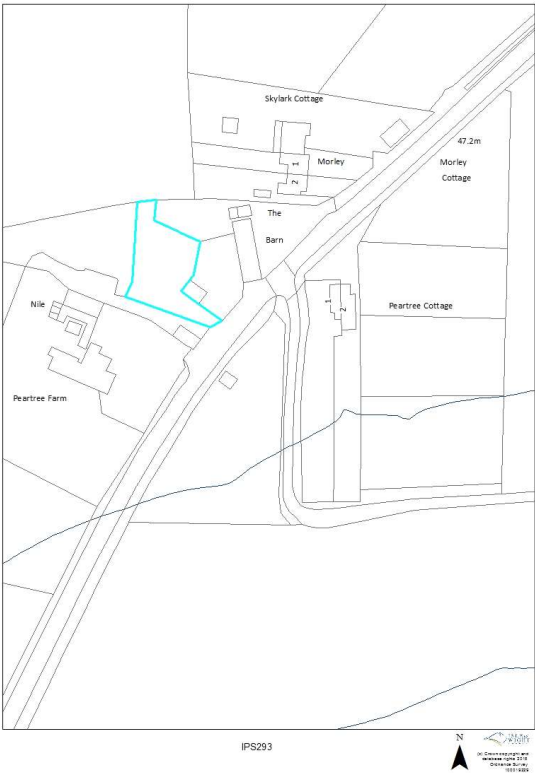 Skylark Cottage
47.2m
1
Morley
Morley
Cottage
2
The
Barn
Nile
1
2
Peartree Cottage
Peartree Farm
IPS293
N
(c) Crown copyright and
database rights 2018
Ordnance Survey